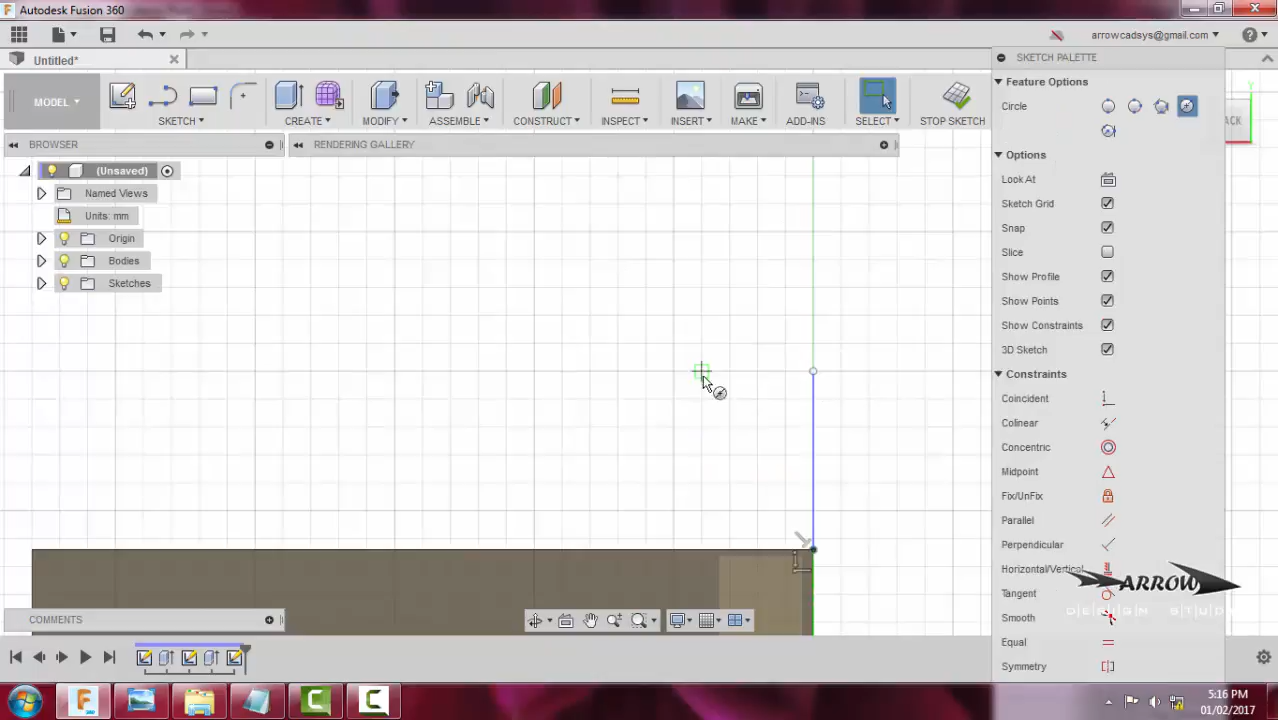 Autodesk Fusion 360
arrowcadsys@gmail.com
Untitled*
SKETCH PALETTE
Feature Options
Circle
MODEL
SKETCH
CREATE
MODIFY
ASSEMBLE
CONSTRUCT
INSPECT
INSERT
MAKE
ADD-INS
SELECT
STOP SKETCH
ACK
BROWSER
RENDERING GALLERY
(Unsaved)
Named Views
Units: mm
Origin
Bodies
Sketches
Options
Look At
Sketch Grid
Snap
Slice
Show Profile
Show Points
Show Constraints
3D Sketch
Constraints
Coincident
Colinear
Concentric
Midpoint
Fix/UnFix
Parallel
Perpendicular
Horizontal/Vertical
Tangent
Smooth
Equal
Symmetry
ARROW
COMMENTS
5:16 PM
01/02/2017